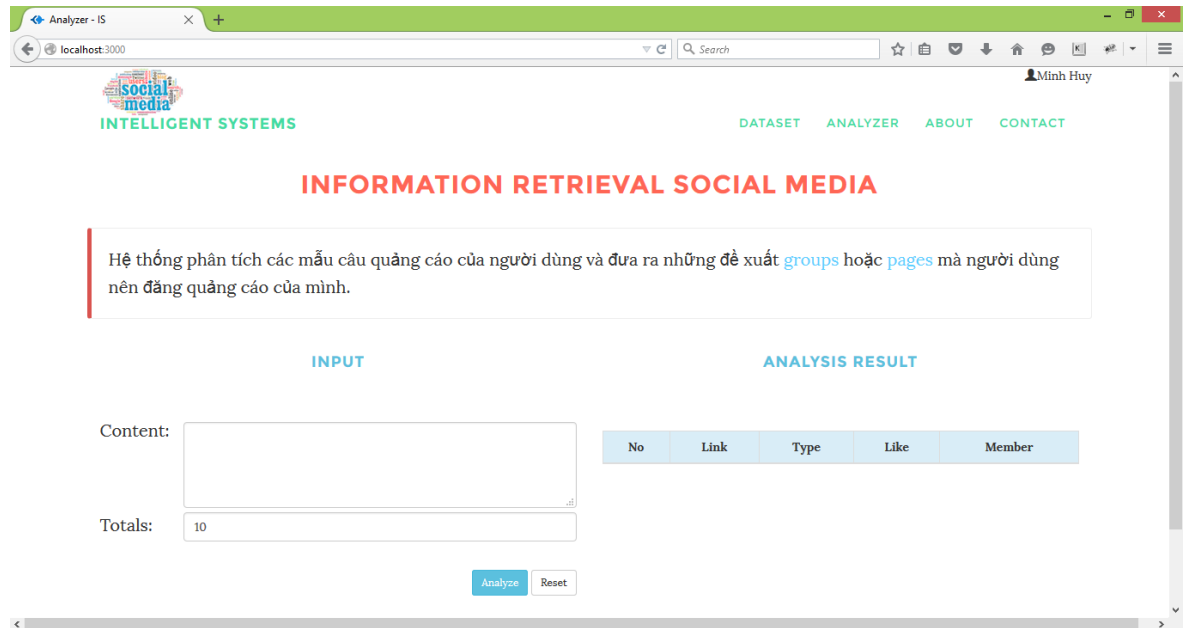 Analyzer - IS
localhost:3000
Search
Minh Huy
social
media
INTELLIGENT SYSTEMS
DATASET ANALYZER ABOUT CONTACT
INFORMATION RETRIEVAL SOCIAL MEDIA
Hệ thống phân tích các mẫu câu quảng cáo của người dùng và đưa ra những đề xuất groups hoặc pages mà người dùng
nên đăng quảng cáo của mình.
INPUT
ANALYSIS RESULT
Content:
No Link Type Like Member
Totals: 10
Analyze Reset